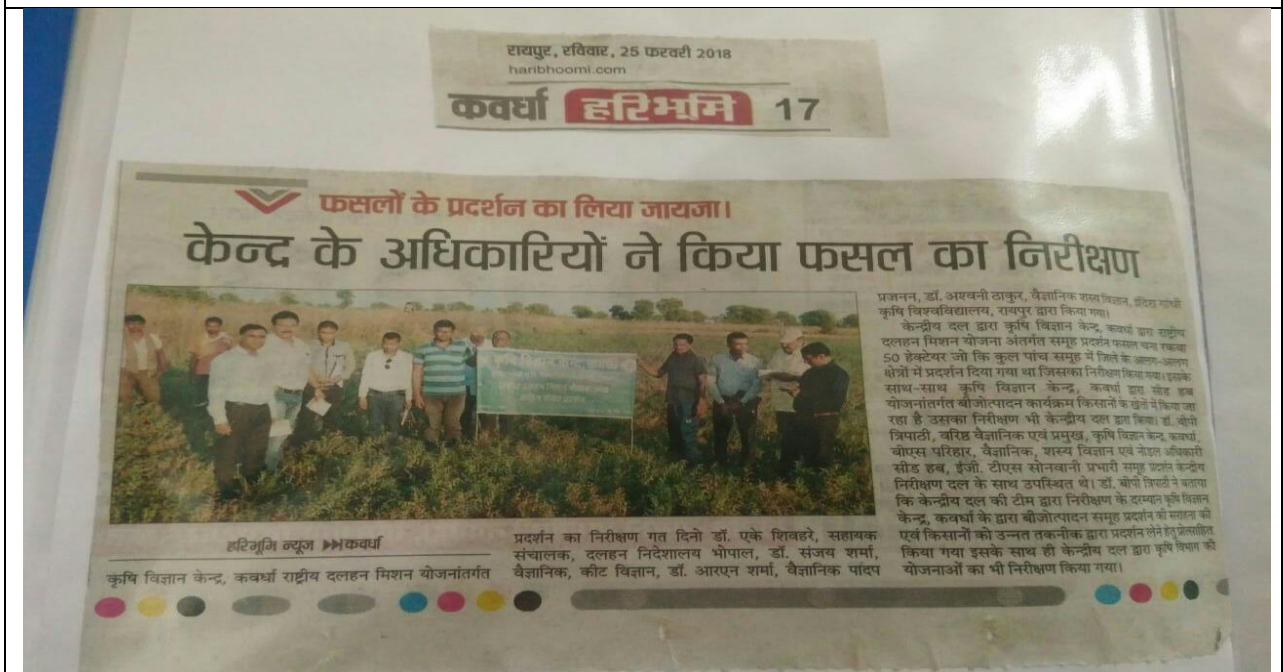 रायपुर, रविवार, 25 फरवरी 2018
haribhoomi.com
कवर्धा हरिभूमि 17
फसलों के प्रदर्शन का लिया जायजा।
केन्द्र के अधिकारियों ने किया फसल का निरीक्षण
हरिभूमि न्यूज ▶▶ कवर्धा
कृषि विज्ञान केन्द्र, कवर्धा राष्ट्रीय दलहन मिशन योजनांतर्गत
प्रदर्शन का निरीक्षण गत दिनो डॉ. एके शिवहरे, सहायक
संचालक, दलहन निदेशालय भोपाल, डॉ. संजय शर्मा,
वैज्ञानिक, कीट विज्ञान, डॉ. आरएन शर्मा, वैज्ञानिक पांदप
प्रजनन, डॉ. अश्वनी ठाकुर, वैज्ञानिक शस्य विज्ञान, इंदिरा गांधी
कृषि विश्वविद्यालय, रायपुर द्वारा किया गया।
केन्द्रीय दल द्वारा कृषि विज्ञान केन्द्र, कवर्धा द्वारा राष्ट्रीय
दलहन मिशन योजना अंतर्गत समूह प्रदर्शन फसल चना रकबा
50 हेक्टेयर जो कि कुल पांच समूह में जिले के अलग-अलग
क्षेत्रों में प्रदर्शन दिया गया था जिसका निरीक्षण किया गया। इसके
साथ-साथ कृषि विज्ञान केन्द्र, कवर्धा द्वारा सीड हब
योजनांतर्गत बीजोत्पादन कार्यक्रम किसानों के खेतों में किया जा
रहा है उसका निरीक्षण भी केन्द्रीय दल द्वारा किया। डॉ. बीपी
त्रिपाठी, वरिष्ठ वैज्ञानिक एवं प्रमुख, कृषि विज्ञान केन्द्र, कवर्धा,
बीएस परिहार, वैज्ञानिक, शस्य विज्ञान एवं नोडल अधिकारी
सीड हब, ईंजी. टीएस सोनवानी प्रभारी समूह प्रदर्शन केन्द्रीय
निरीक्षण दल के साथ उपस्थित थे। डॉ. बीपी त्रिपाठी ने बताया
कि केन्द्रीय दल की टीम द्वारा निरीक्षण के दरम्यान कृषि विज्ञान
केन्द्र, कवर्धा के द्वारा बीजोत्पादन समूह प्रदर्शन की सराहना की
एवं किसानों को उन्नत तकनीक द्वारा प्रदर्शन लेने हेतु प्रोत्साहित
किया गया इसके साथ ही केन्द्रीय दल द्वारा कृषि विभाग की
योजनाओं का भी निरीक्षण किया गया।